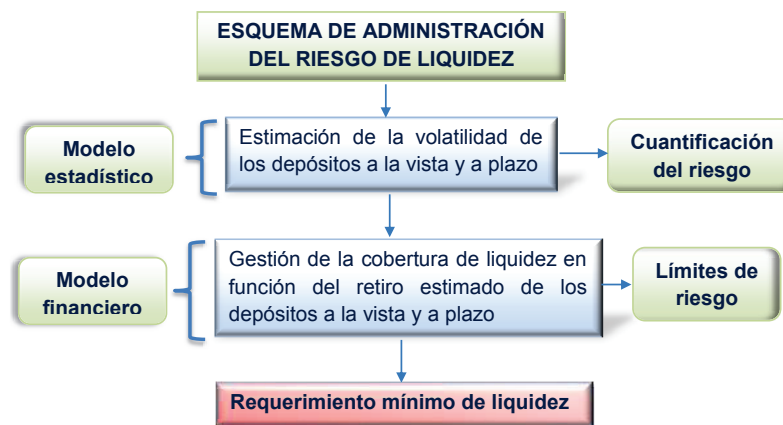 ESQUEMA DE ADMINISTRACIÓN
DEL RIESGO DE LIQUIDEZ
Modelo
estadístico
Estimación de la volatilidad de
los depósitos a la vista y a plazo
Cuantificación
del riesgo
Modelo
financiero
Gestión de la cobertura de liquidez en
función del retiro estimado de los
depósitos a la vista y a plazo
Límites de
riesgo
Requerimiento mínimo de liquidez